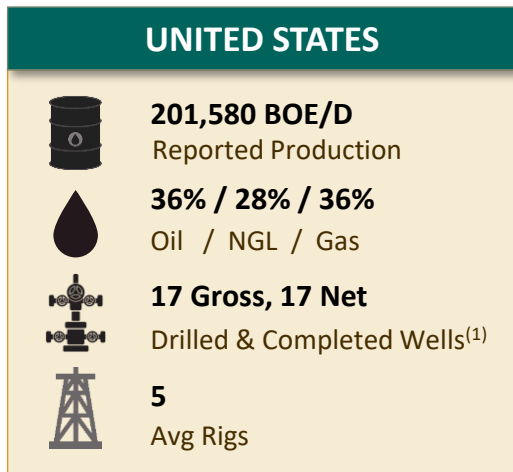 UNITED STATES
201,580 BOE/D
Reported Production
36% / 28% / 36%
Oil / NGL / Gas
17 Gross, 17 Net
Drilled & Completed Wells(1)
5
Avg Rigs